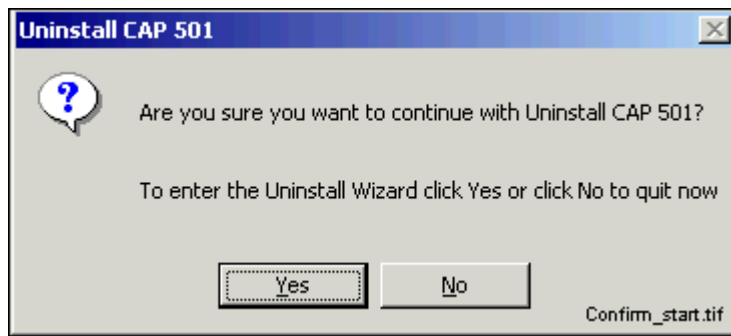 Uninstall CAP 501
?
Are you sure you want to continue with Uninstall CAP 501?
To enter the Uninstall Wizard click Yes or click No to quit now
Yes
No
Confirm_start.tif